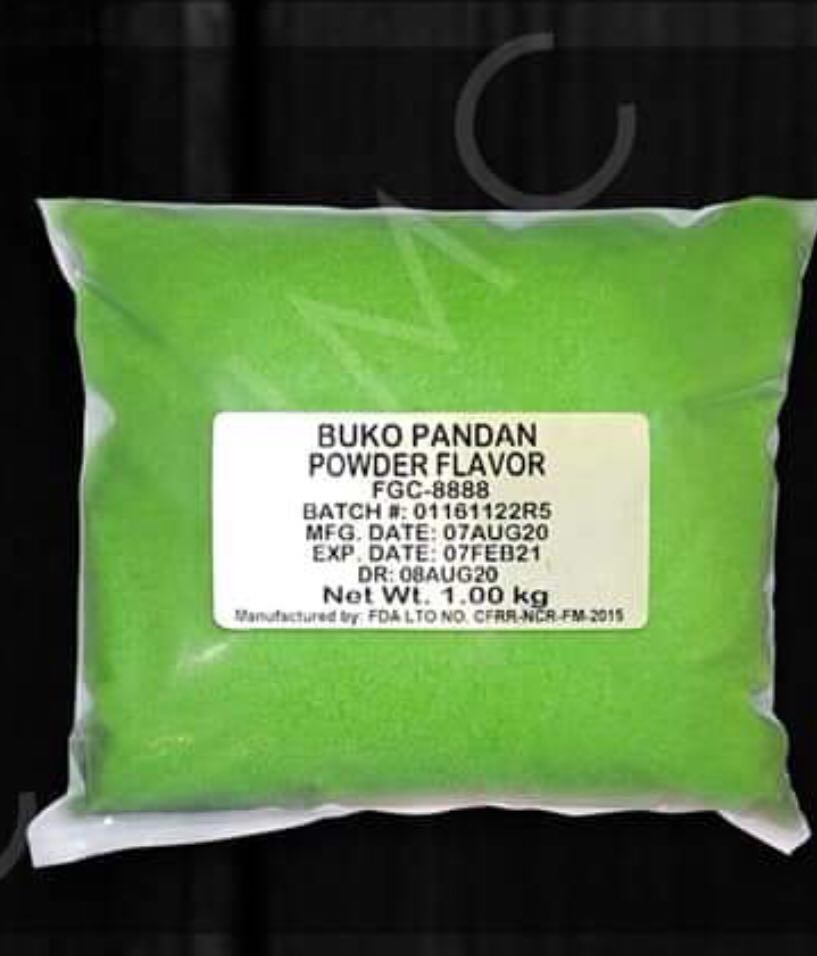 BUKO PANDAN
POWDER FLAVOR
FGC-8888
BATCH #: 01161122R5
MFG. DATE: 07AUG20
EXP. DATE: 07FEB21
DR: 08AUG20
Net Wt. 1.00 kg
Manufactured by: FDA LTO NO. CFRR-NCR-FM-2015